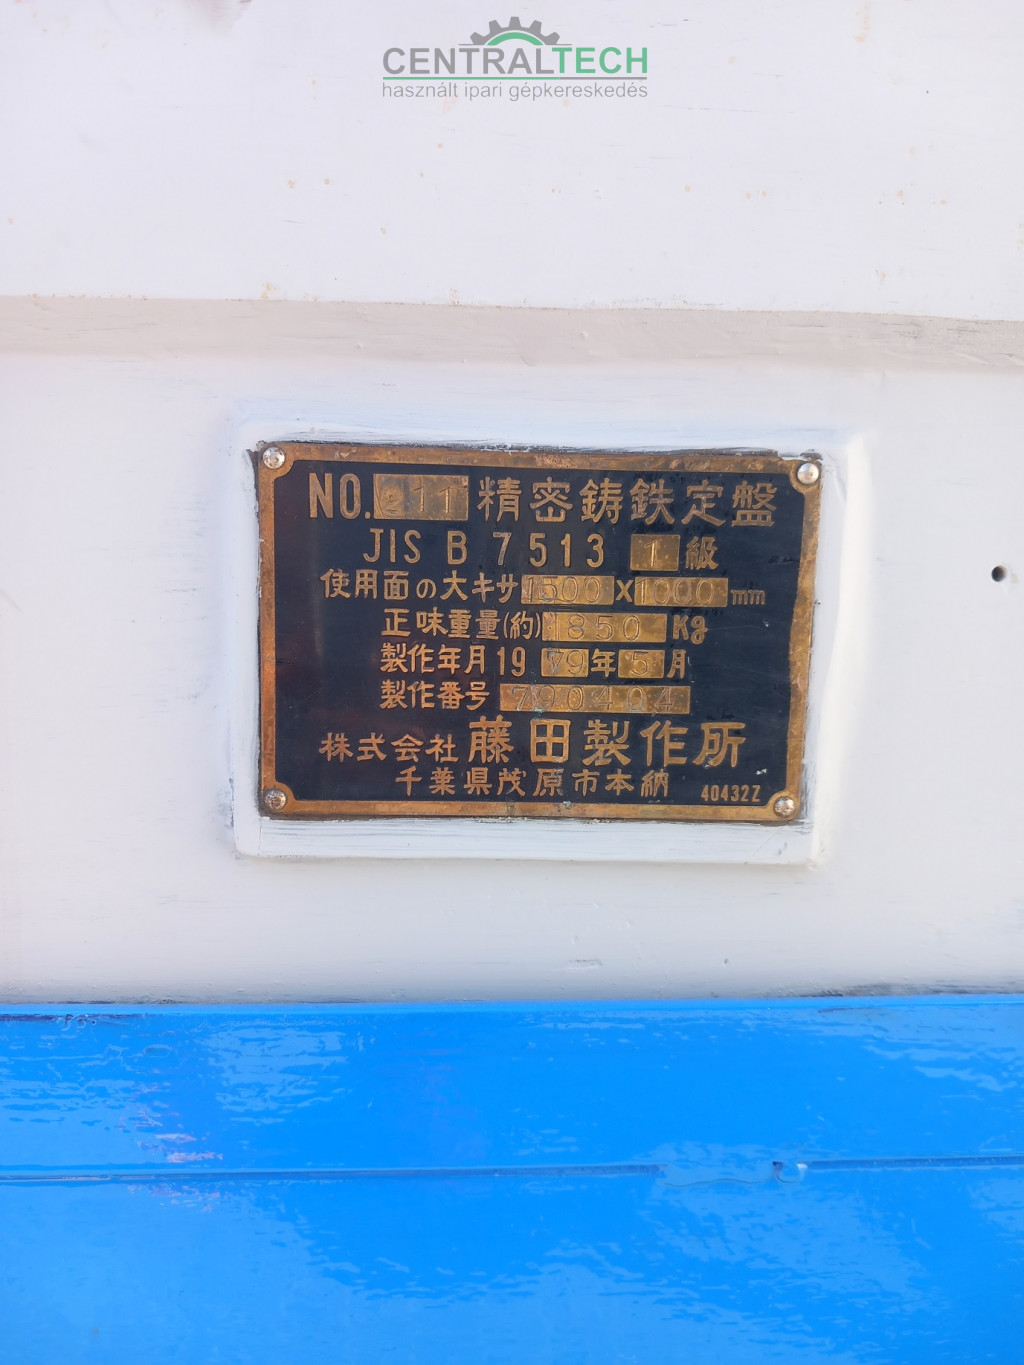 CENTRALTECH
használt ipari gépkereskedés
NO. 211 精密鋳鉄定盤
JIS B 7513 1 級
使用面の大キサ 1500 x 1000 mm
正味重量(約) 850 Kg
製作年月 19 79 年 5 月
製作番号 790404
株式会社 藤田製作所
千葉県茂原市本納 40432Z